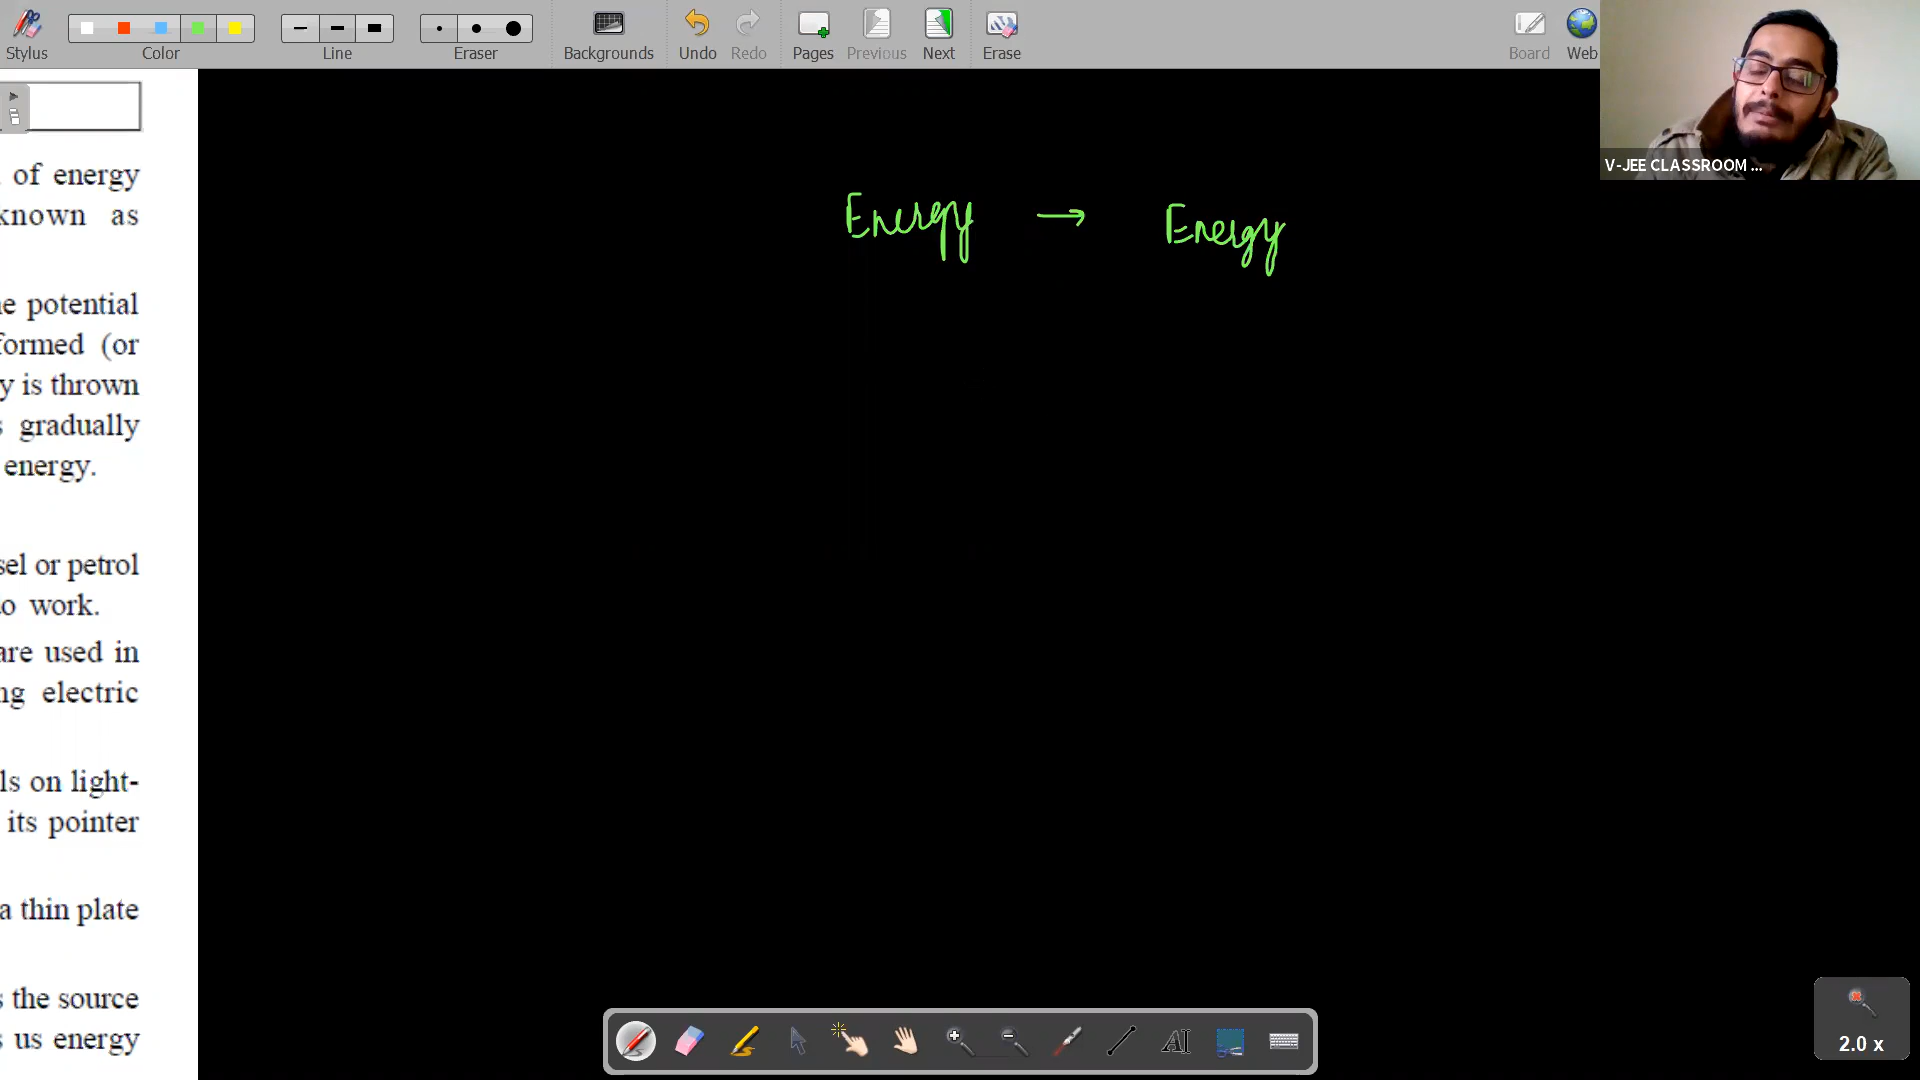 Stylus Color Line Eraser Backgrounds Undo Redo Pages Previous Next Erase Board Web
V-JEE CLASSROOM ...
of energy
known as
potential
formed (or
y is thrown
gradually
energy.
sel or petrol
work.
are used in
ng electric
ls on light-
its pointer
a thin plate
s the source
s us energy
Energy → Energy
2.0 x